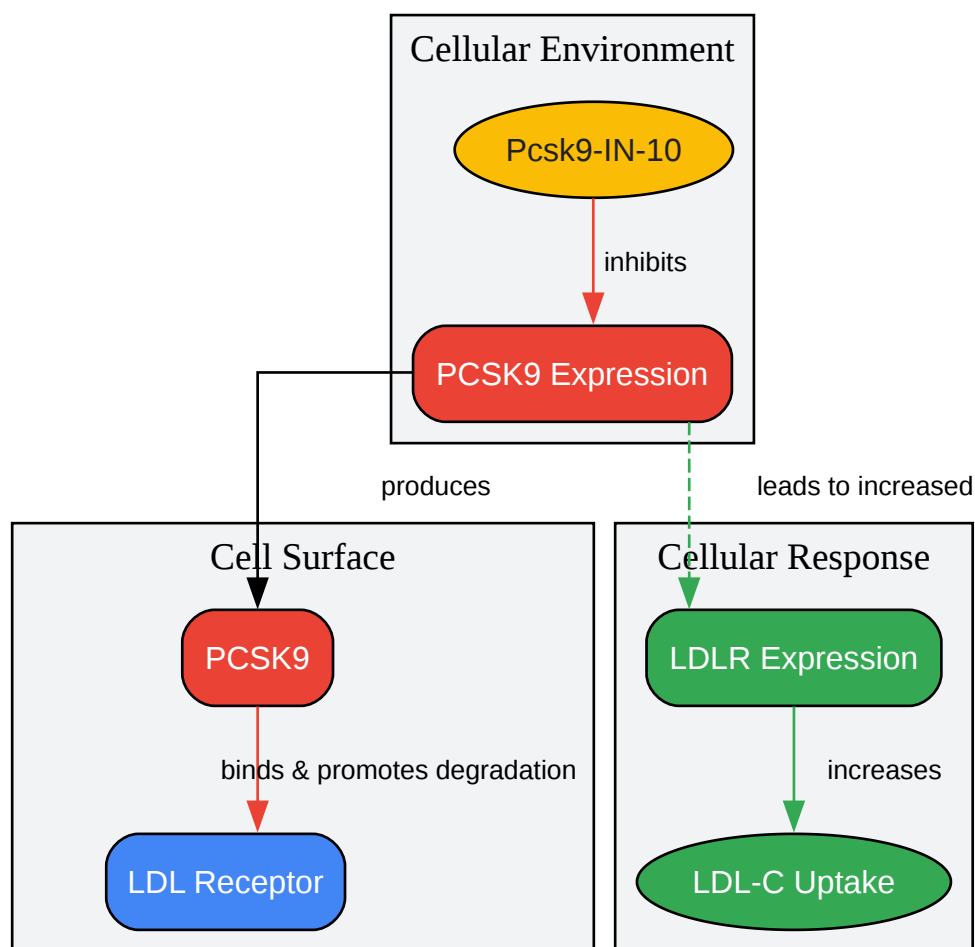 Cellular Environment
Pcsk9-IN-10
inhibits
PCSK9 Expression
produces
leads to increased
Cell Surface
Cellular Response
PCSK9
LDLR Expression
binds & promotes degradation
increases
LDL Receptor
LDL-C Uptake